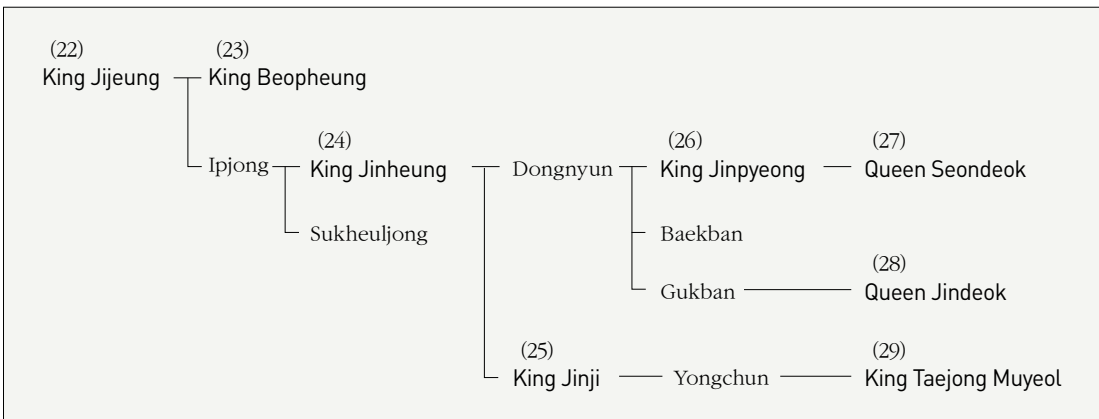 (22) (23)
King Jijeung King Beopheung
(24) (26) (27)
Ipjong King Jinheung Dongnyun King Jinpyeong Queen Seondeok
Sukheuljong Baekban
(28)
Gukban Queen Jindeok
(25) (29)
King Jinji Yongchun King Taejong Muyeol